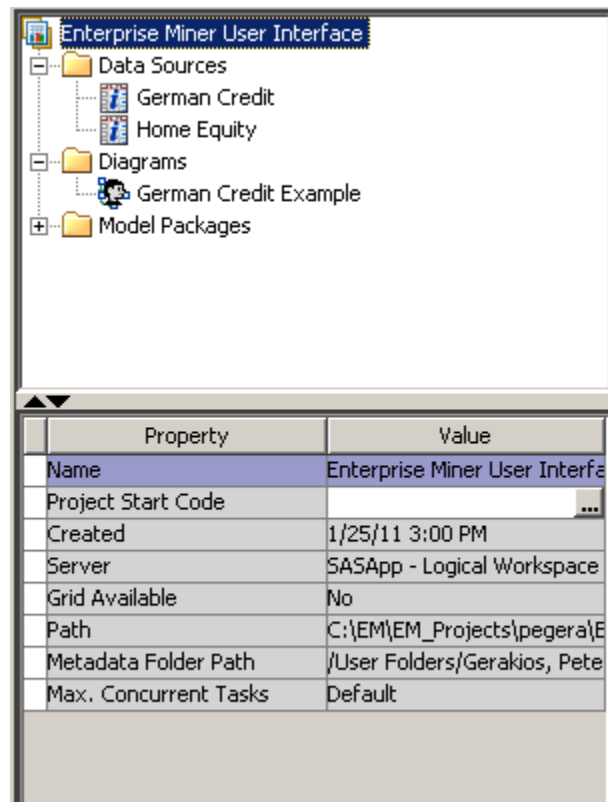 Enterprise Miner User Interface
Data Sources
German Credit
Home Equity
Diagrams
German Credit Example
Model Packages
Property Value
Name Enterprise Miner User Interfa
Project Start Code ...
Created 1/25/11 3:00 PM
Server SASApp - Logical Workspace
Grid Available No
Path C:\EM\EM_Projects\pegera\E
Metadata Folder Path /User Folders/Gerakios, Pete
Max. Concurrent Tasks Default